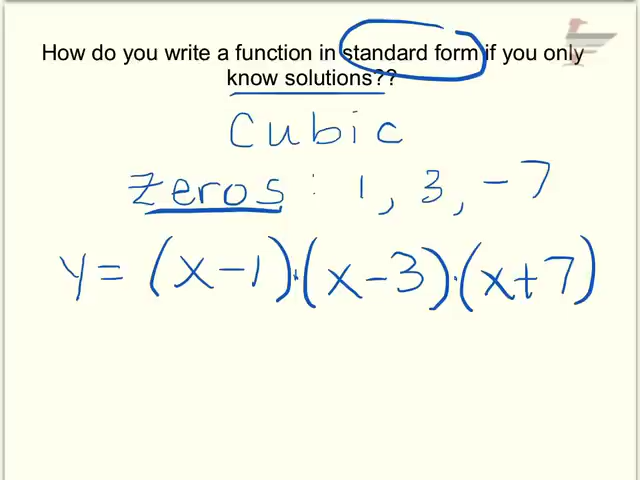 How do you write a function in standard form if you only
know solutions??
Cubic
Zeros : 1, 3, -7
y = (x-1)·(x-3)·(x+7)